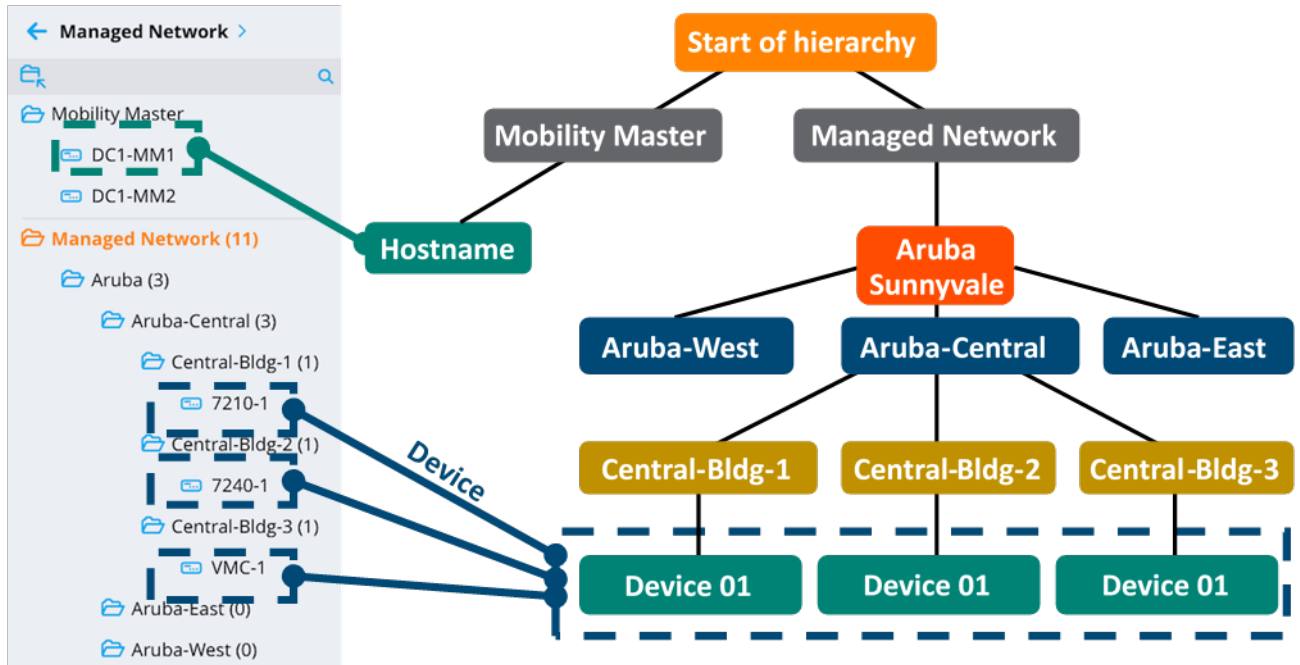 Managed Network >
Mobility Master
DC1-MM1
DC1-MM2
Managed Network (11)
Aruba (3)
Aruba-Central (3)
Central-Bldg-1 (1)
7210-1
Central-Bldg-2 (1)
7240-1
Central-Bldg-3 (1)
VMC-1
Aruba-East (0)
Aruba-West (0)
Device
Start of hierarchy
Mobility Master
Managed Network
Hostname
Aruba
Sunnyvale
Aruba-West
Aruba-Central
Aruba-East
Central-Bldg-1
Central-Bldg-2
Central-Bldg-3
Device 01
Device 01
Device 01